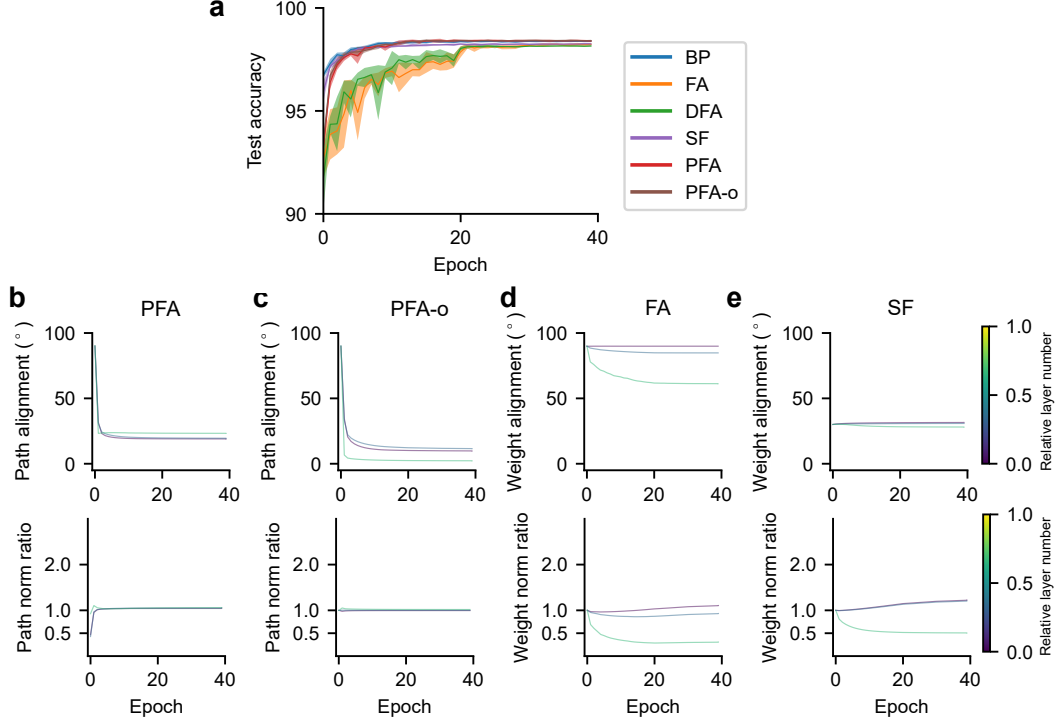 a
100
95
90
Test accuracy
0
20
40
Epoch
BP
FA
DFA
SF
PFA
PFA-o
b
PFA
100
50
0
Path alignment ( ° )
0
20
40
2.0
1.0
0.5
Path norm ratio
0
20
40
Epoch
c
PFA-o
100
50
0
Path alignment ( ° )
0
20
40
2.0
1.0
0.5
Path norm ratio
0
20
40
Epoch
d
FA
100
50
0
Weight alignment ( ° )
0
20
40
2.0
1.0
0.5
Weight norm ratio
0
20
40
Epoch
e
SF
100
50
0
Weight alignment ( ° )
0
20
40
1.0
0.5
0.0
Relative layer number
2.0
1.0
0.5
Weight norm ratio
0
20
40
Epoch
1.0
0.5
0.0
Relative layer number